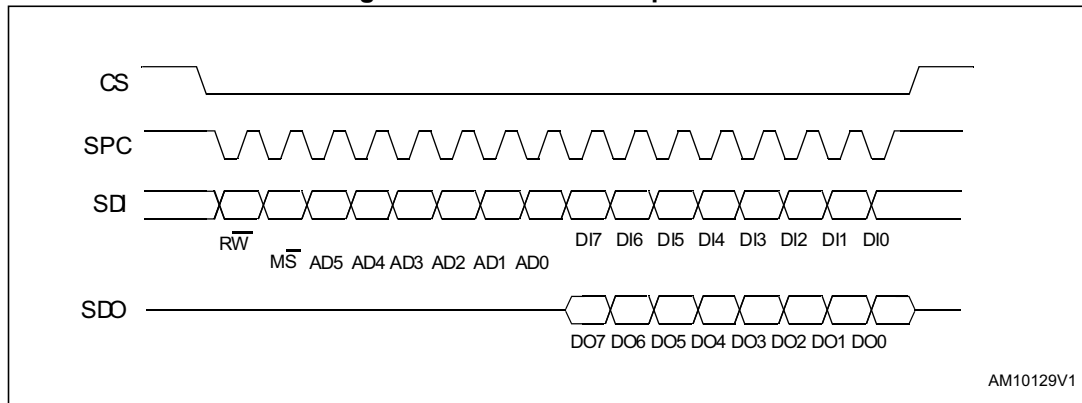 CS
SPC
SDI
RW
DI7 DI6 DI5 DI4 DI3 DI2 DI1 DI0
MS AD5 AD4 AD3 AD2 AD1 AD0
SDO
DO7 DO6 DO5 DO4 DO3 DO2 DO1 DO0
AM10129V1